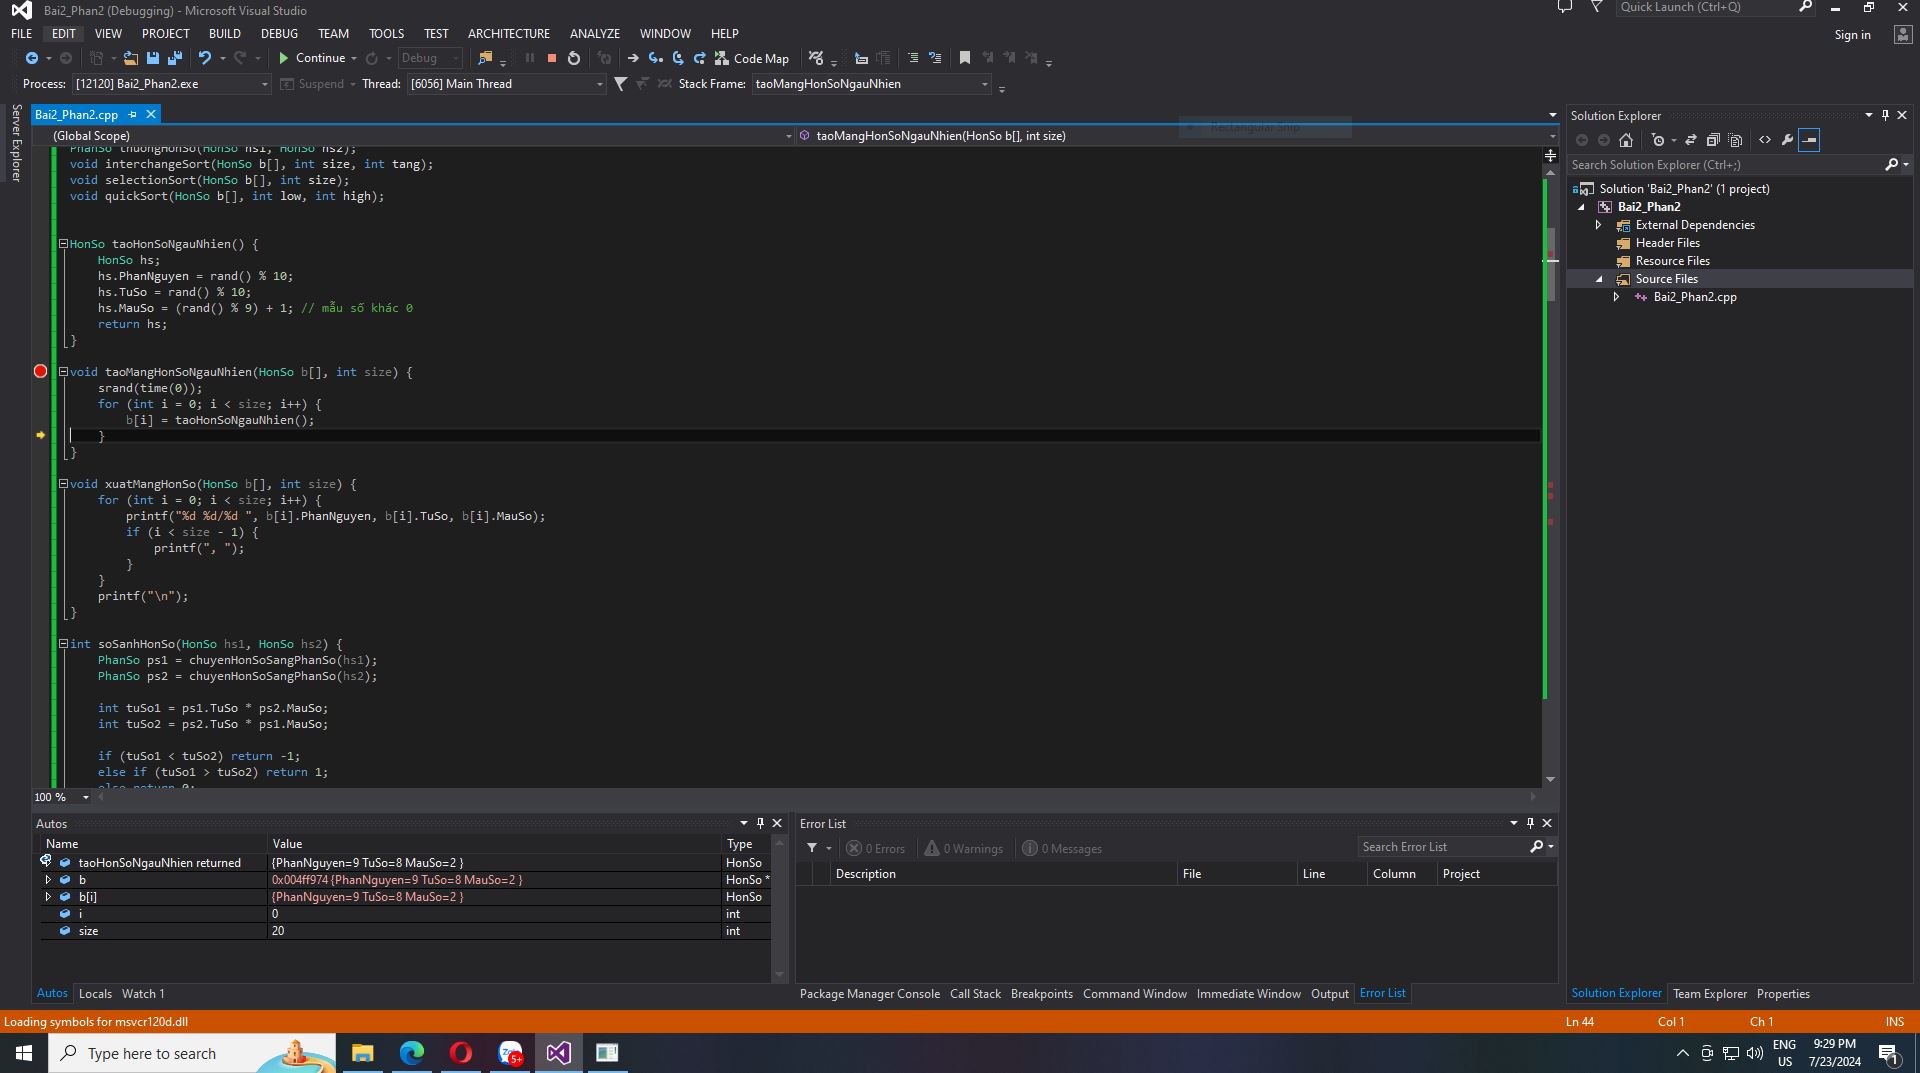 Bai2_Phan2 (Debugging) - Microsoft Visual Studio
Quick Launch (Ctrl+Q)
FILE EDIT VIEW PROJECT BUILD DEBUG TEAM TOOLS TEST ARCHITECTURE ANALYZE WINDOW HELP
Sign in
Continue Debug Code Map
Process: [12120] Bai2_Phan2.exe Suspend Thread: [6056] Main Thread Stack Frame: taoMangHonSoNgauNhien
Server Explorer
Bai2_Phan2.cpp
(Global Scope) taoMangHonSoNgauNhien(HonSo b[], int size)
Rectangular Snip
PhanSo thuongHonSo(HonSo hs1, HonSo hs2);
void interchangeSort(HonSo b[], int size, int tang);
void selectionSort(HonSo b[], int size);
void quickSort(HonSo b[], int low, int high);
HonSo taoHonSoNgauNhien() {
HonSo hs;
hs.PhanNguyen = rand() % 10;
hs.TuSo = rand() % 10;
hs.MauSo = (rand() % 9) + 1; // mẫu số khác 0
return hs;
}
void taoMangHonSoNgauNhien(HonSo b[], int size) {
srand(time(0));
for (int i = 0; i < size; i++) {
b[i] = taoHonSoNgauNhien();
}
}
void xuatMangHonSo(HonSo b[], int size) {
for (int i = 0; i < size; i++) {
printf("%d %d/%d ", b[i].PhanNguyen, b[i].TuSo, b[i].MauSo);
if (i < size - 1) {
printf(", ");
}
}
printf("\n");
}
int soSanhHonSo(HonSo hs1, HonSo hs2) {
PhanSo ps1 = chuyenHonSoSangPhanSo(hs1);
PhanSo ps2 = chuyenHonSoSangPhanSo(hs2);
int tuSo1 = ps1.TuSo * ps2.MauSo;
int tuSo2 = ps2.TuSo * ps1.MauSo;
if (tuSo1 < tuSo2) return -1;
else if (tuSo1 > tuSo2) return 1;
else return 0;
100 %
Solution Explorer
Search Solution Explorer (Ctrl+;)
Solution 'Bai2_Phan2' (1 project)
Bai2_Phan2
External Dependencies
Header Files
Resource Files
Source Files
Bai2_Phan2.cpp
Autos
Name Value Type
taoHonSoNgauNhien returned {PhanNguyen=9 TuSo=8 MauSo=2 } HonSo
b 0x004ff974 {PhanNguyen=9 TuSo=8 MauSo=2 } HonSo *
b[i] {PhanNguyen=9 TuSo=8 MauSo=2 } HonSo
i 0 int
size 20 int
Autos Locals Watch 1
Error List
0 Errors 0 Warnings 0 Messages Search Error List
Description File Line Column Project
Package Manager Console Call Stack Breakpoints Command Window Immediate Window Output Error List
Solution Explorer Team Explorer Properties
Loading symbols for msvcr120d.dll Ln 44 Col 1 Ch 1 INS
Type here to search
5+
ENG
US
9:29 PM
7/23/2024
1